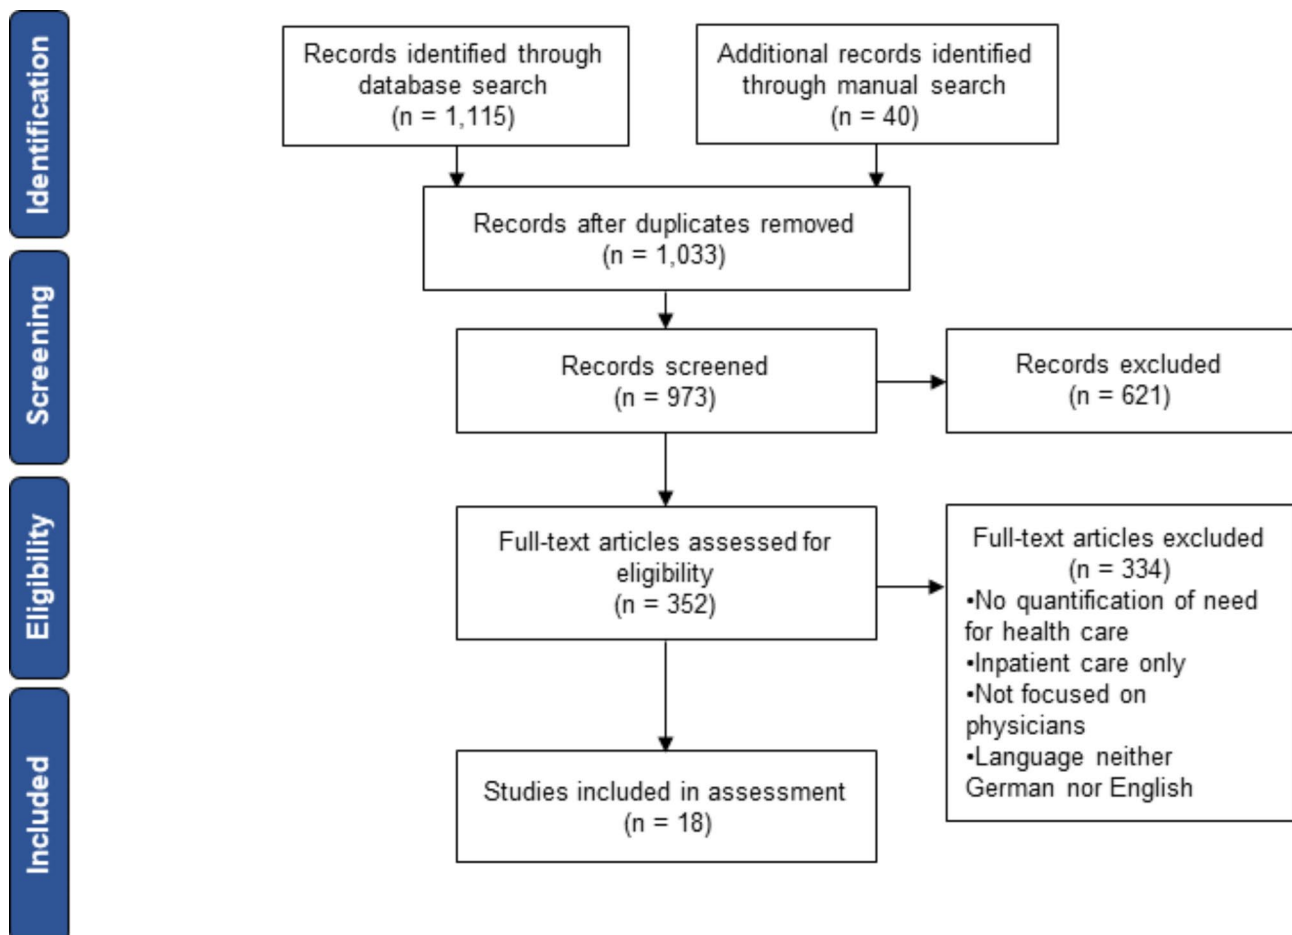 Identification
Records identified through
database search
(n = 1,115)
Additional records identified
through manual search
(n = 40)
Records after duplicates removed
(n = 1,033)
Screening
Records screened
(n = 973)
Records excluded
(n = 621)
Eligibility
Full-text articles assessed for
eligibility
(n = 352)
Full-text articles excluded
(n = 334)
•No quantification of need
for health care
•Inpatient care only
•Not focused on
physicians
•Language neither
German nor English
Included
Studies included in assessment
(n = 18)